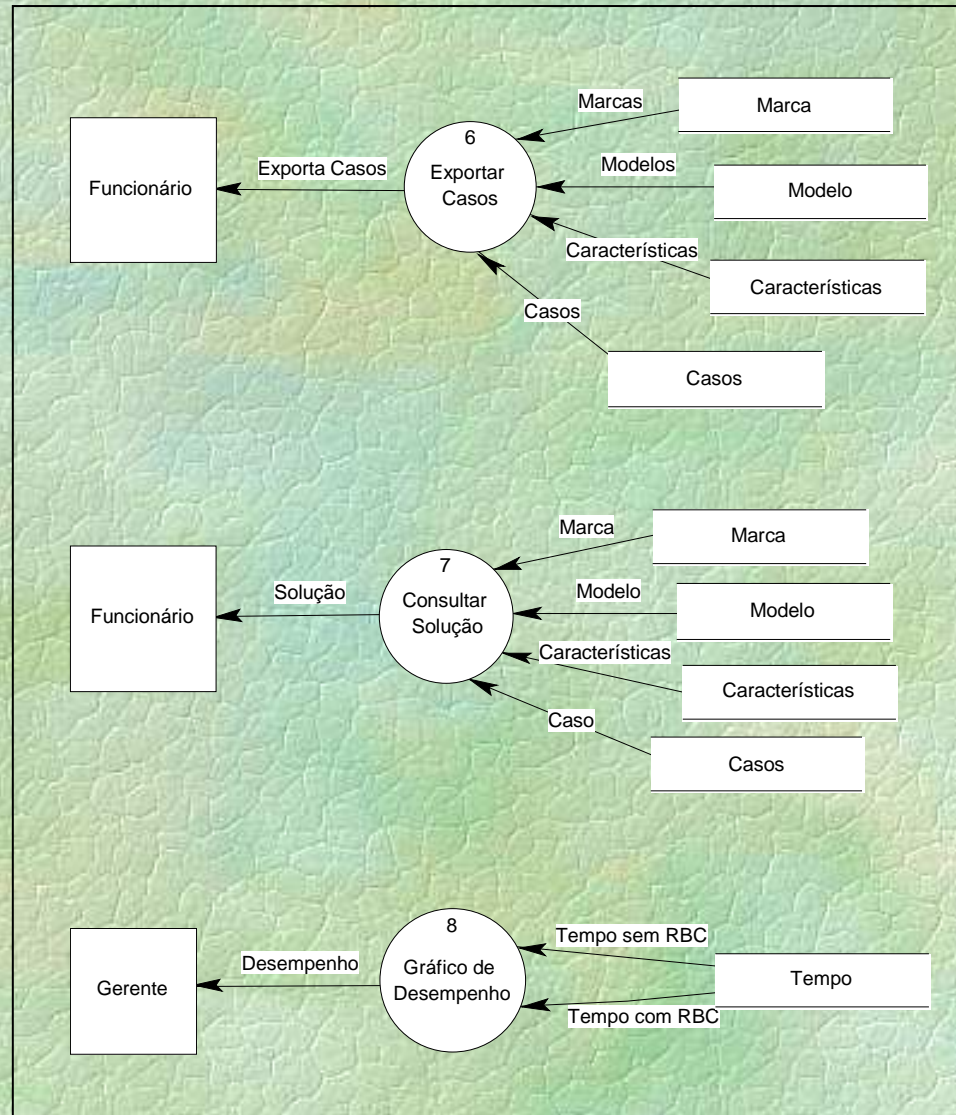 Marcas
Marca
6
Exportar
Casos
Exporta Casos
Funcionário
Modelos
Modelo
Características
Características
Casos
Casos
Marca
Marca
7
Consultar
Solução
Solução
Funcionário
Modelo
Modelo
Características
Características
Caso
Casos
8
Gráfico de
Desempenho
Desempenho
Gerente
Tempo sem RBC
Tempo
Tempo com RBC